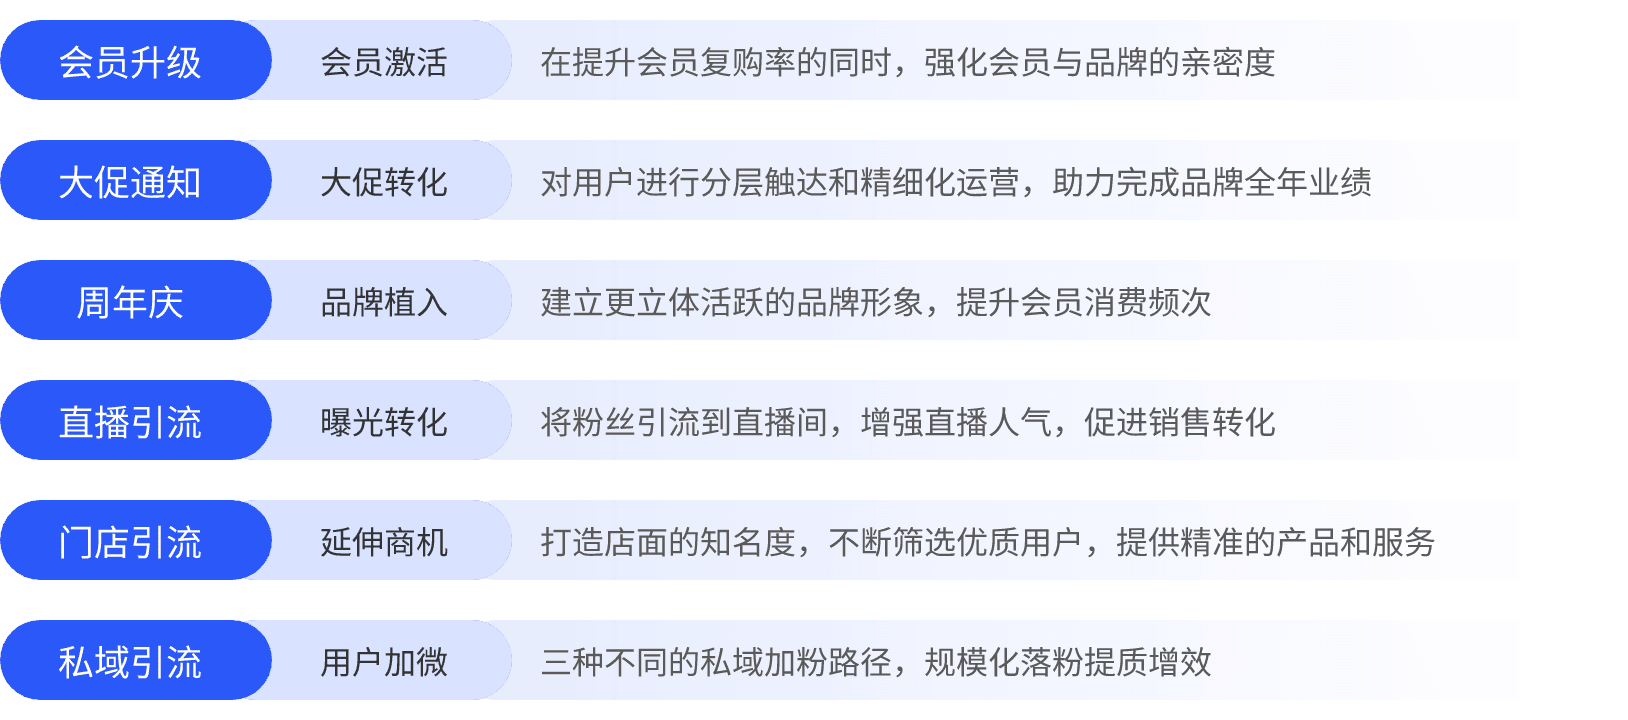 会员升级 会员激活 在提升会员复购率的同时，强化会员与品牌的亲密度
大促通知 大促转化 对用户进行分层触达和精细化运营，助力完成品牌全年业绩
周年庆 品牌植入 建立更立体活跃的品牌形象，提升会员消费频次
直播引流 曝光转化 将粉丝引流到直播间，增强直播人气，促进销售转化
门店引流 延伸商机 打造店面的知名度，不断筛选优质用户，提供精准的产品和服务
私域引流 用户加微 三种不同的私域加粉路径，规模化落粉提质增效